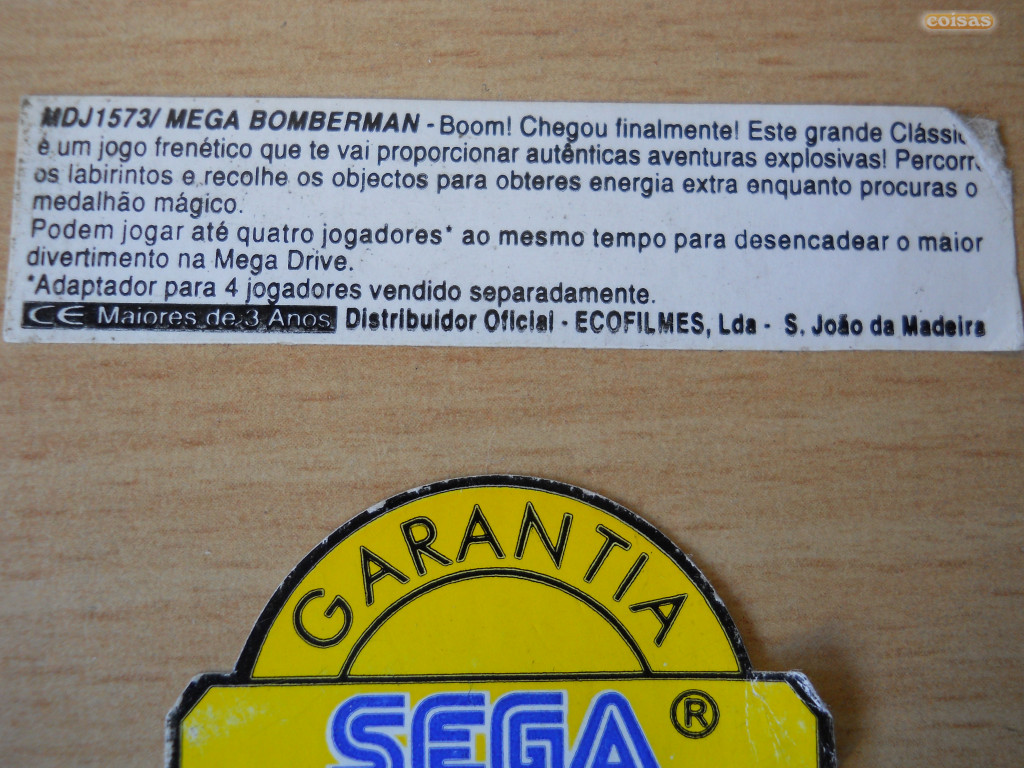 coisas
MDJ1573/ MEGA BOMBERMAN - Boom! Chegou finalmente! Este grande Clássic
é um jogo frenético que te vai proporcionar autênticas aventuras explosivas! Percorre
os labirintos e recolhe os objectos para obteres energia extra enquanto procuras o
medalhão mágico.
Podem jogar até quatro jogadores* ao mesmo tempo para desencadear o maior
divertimento na Mega Drive.
*Adaptador para 4 jogadores vendido separadamente.
CE Maiores de 3 Anos Distribuidor Oficial - ECOFILMES, Lda - S. João da Madeira
GARANTIA
SEGA ®